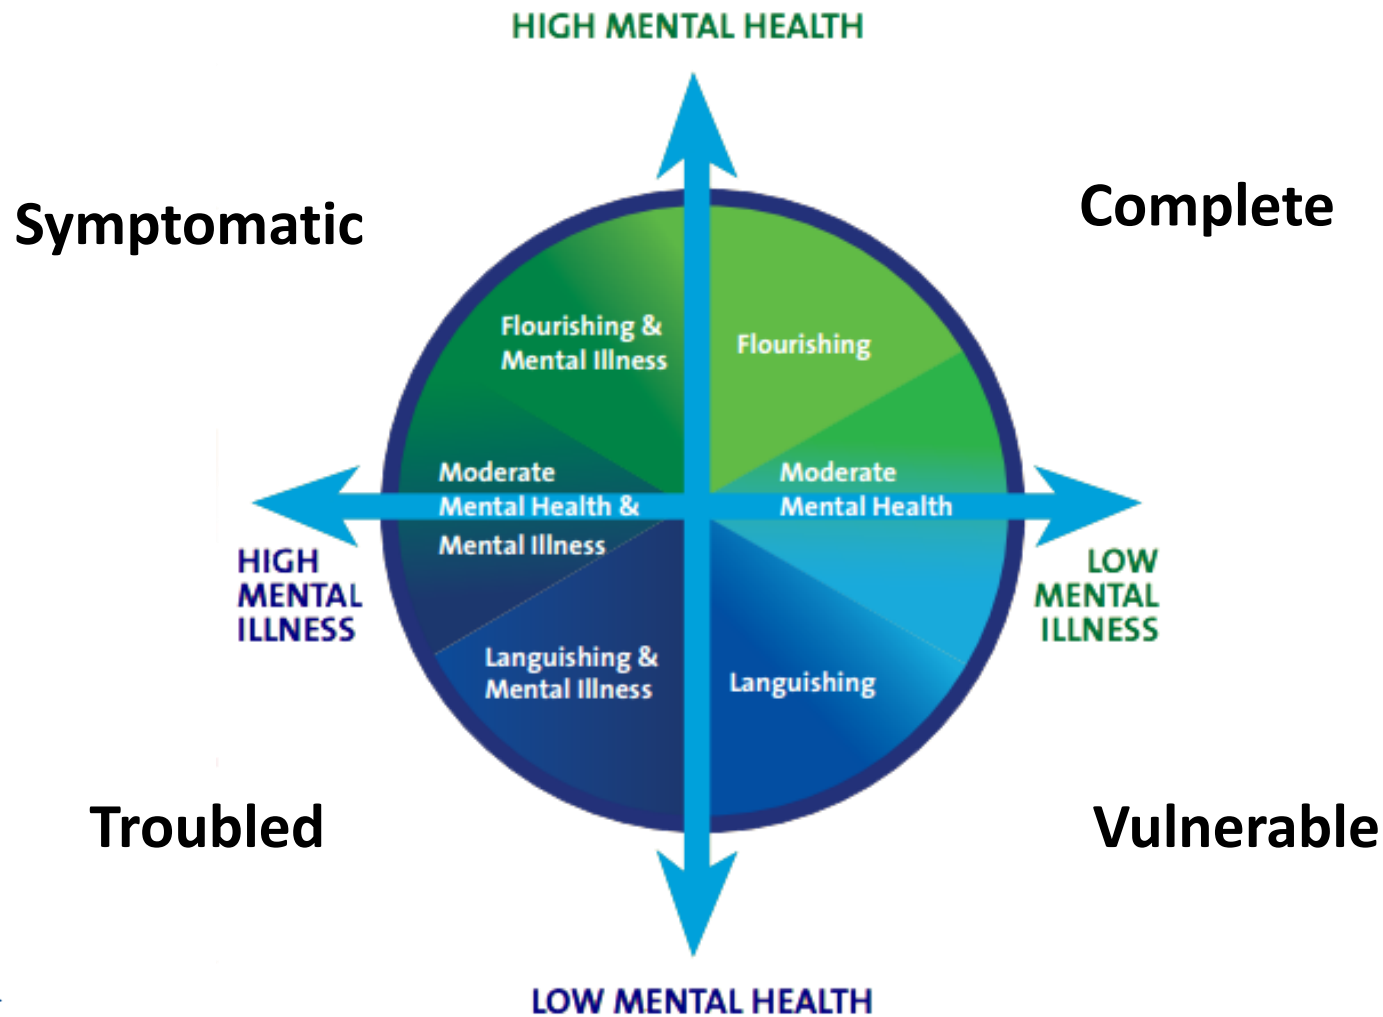 HIGH MENTAL HEALTH
Symptomatic
Complete
Flourishing &
Mental Illness
Flourishing
Moderate
Mental Health &
Mental Illness
Moderate
Mental Health
HIGH
MENTAL
ILLNESS
LOW
MENTAL
ILLNESS
Languishing &
Mental Illness
Languishing
Troubled
Vulnerable
LOW MENTAL HEALTH